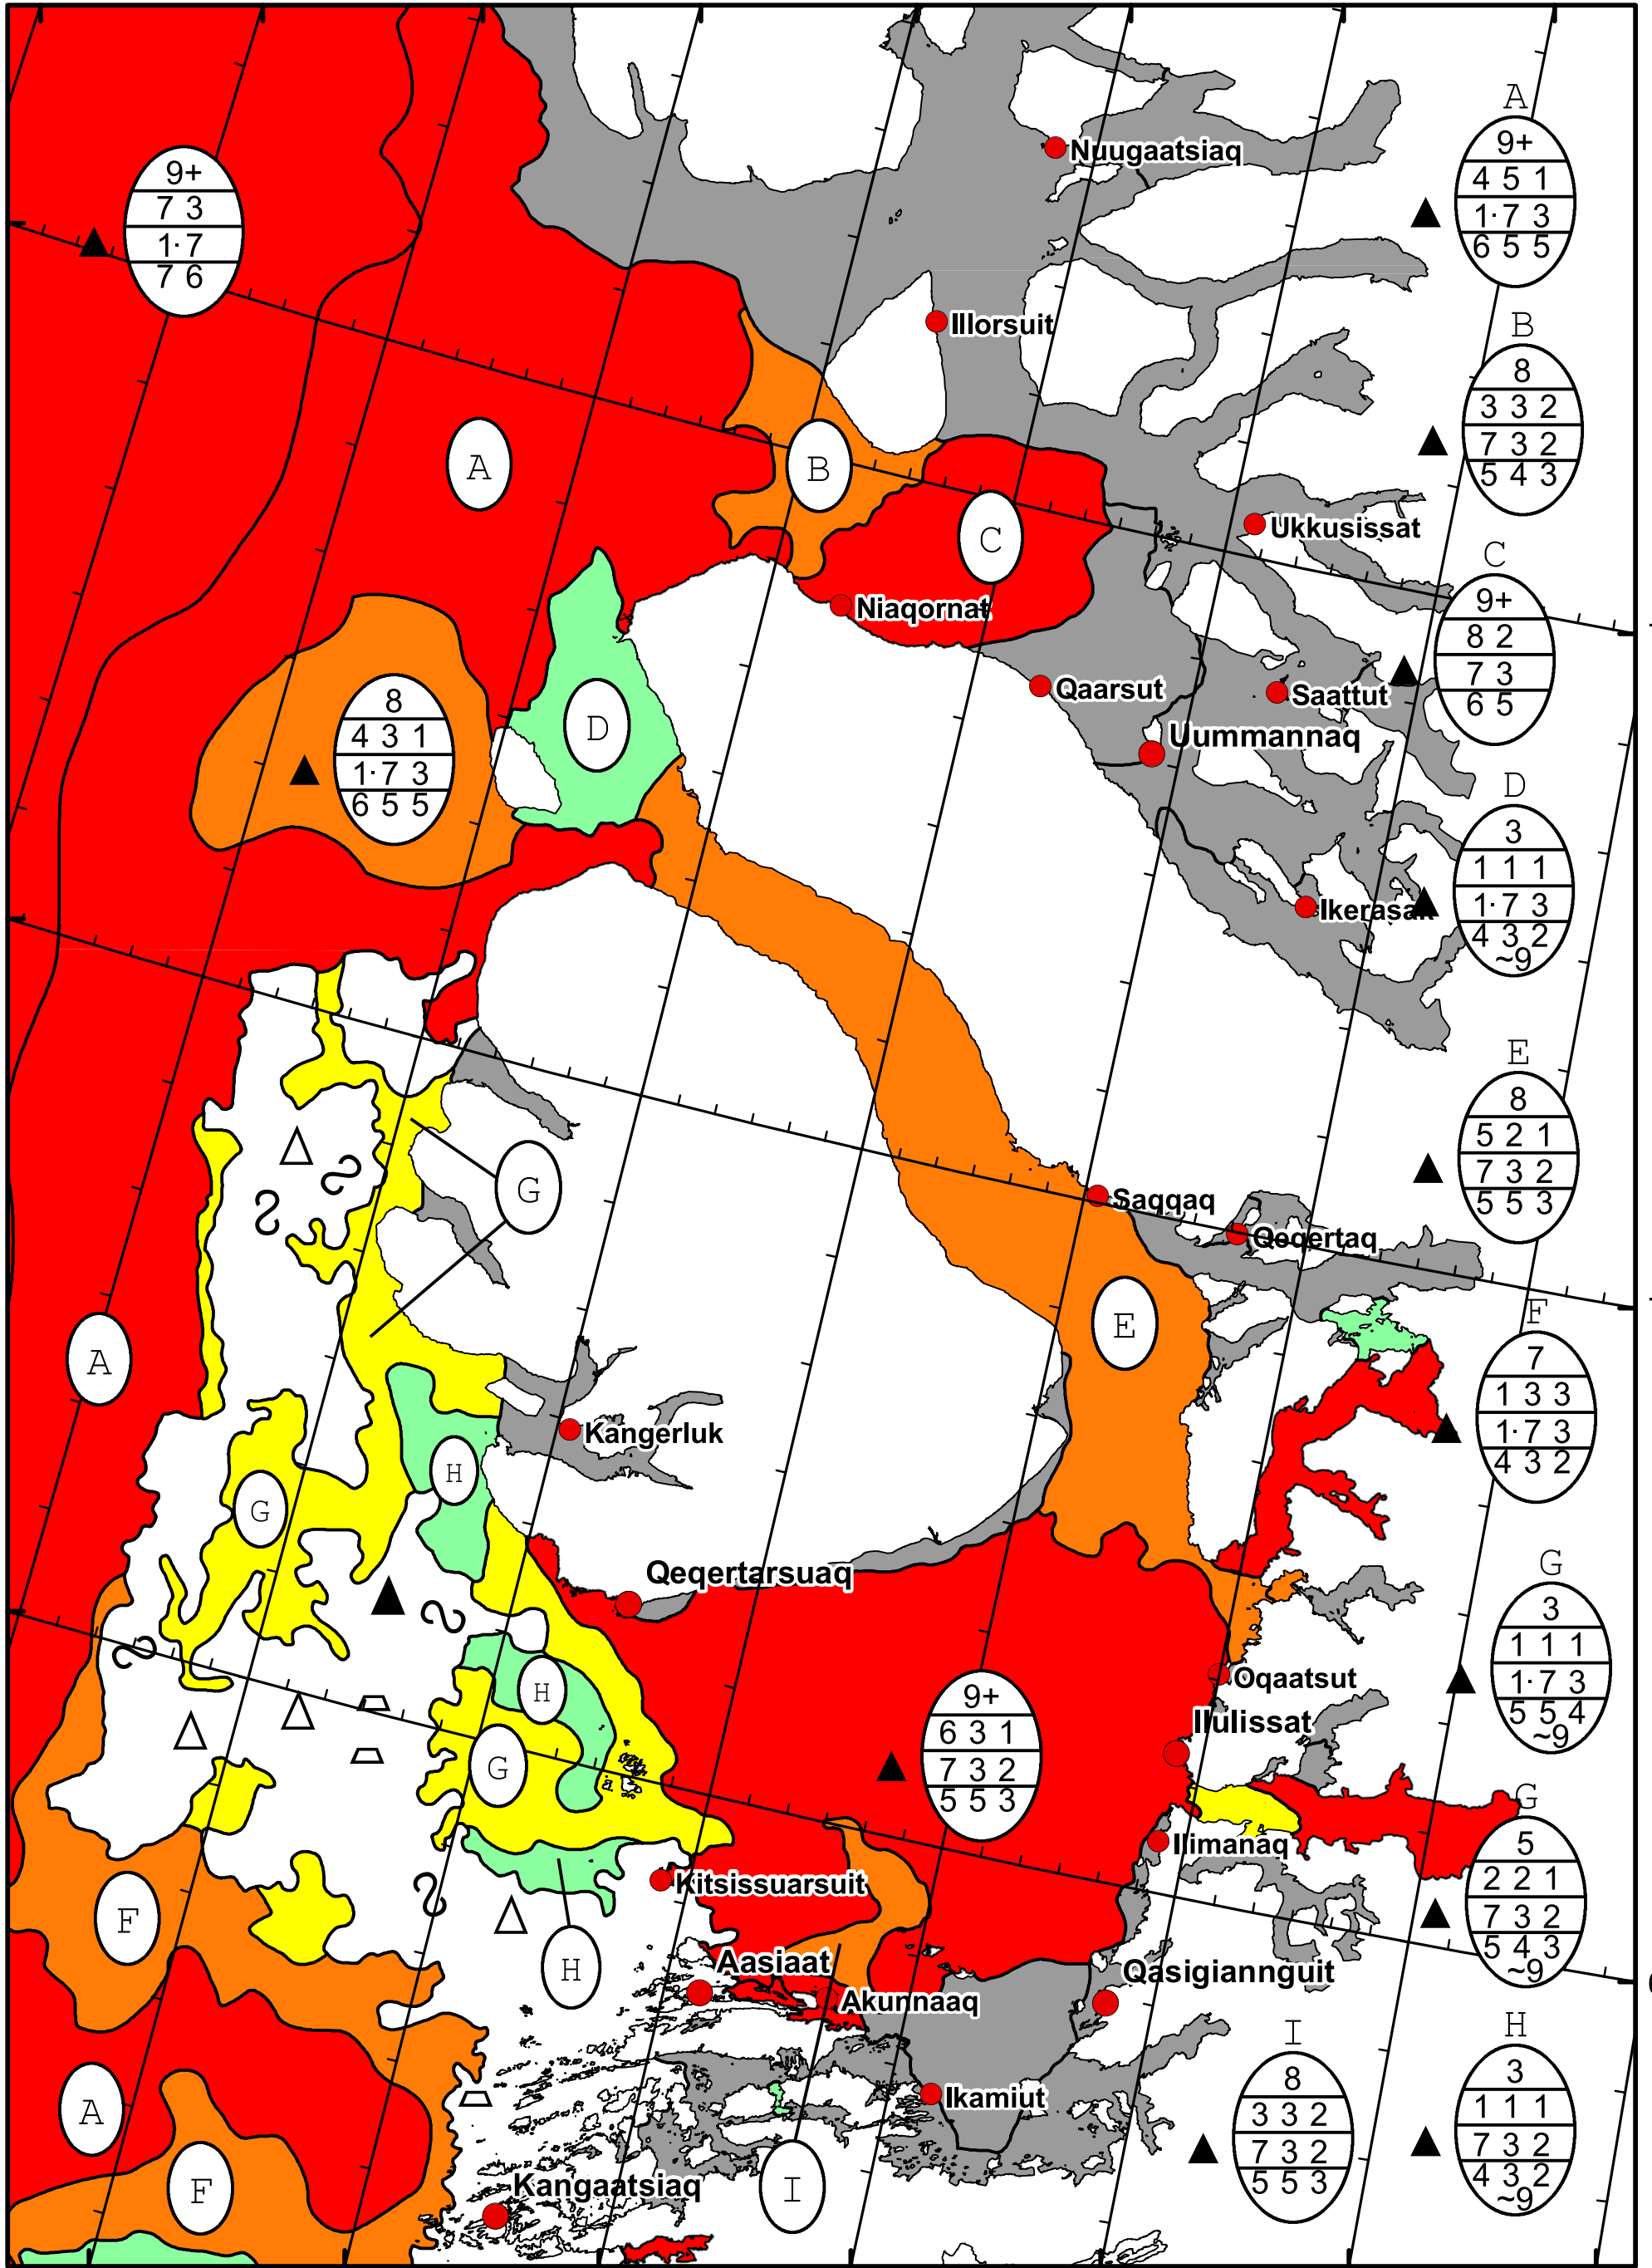 A
9+
4 5 1
1· 7 3
6 5 5
9+
7 3
1· 7
7 6
Nuugaatsiaq
Illorsuit
B
8
3 3 2
7 3 2
5 4 3
A
B
C
Ukkusissat
C
9+
8 2
7 3
6 5
Niaqornat
Qaarsut
Saattut
Uummannaq
D
8
4 3 1
1· 7 3
6 5 5
D
3
1 1 1
1· 7 3
4 3 2
~9
Ikerasak
E
8
5 2 1
7 3 2
5 5 3
G
Saqqaq
Qeqertaq
E
A
F
7
1 3 3
1· 7 3
4 3 2
Kangerluk
H
G
Qeqertarsuaq
G
3
1 1 1
1· 7 3
5 5 4
~9
Oqaatsut
Ilulissat
H
G
9+
6 3 1
7 3 2
5 5 3
Ilimanaq
G
5
2 2 1
7 3 2
5 4 3
~9
Kitsissuarsuit
F
H
Aasiaat
Akunnaaq
Qasigiannguit
Ikamiut
A
F
Kangaatsiaq
I
I
8
3 3 2
7 3 2
5 5 3
H
3
1 1 1
7 3 2
4 3 2
~9